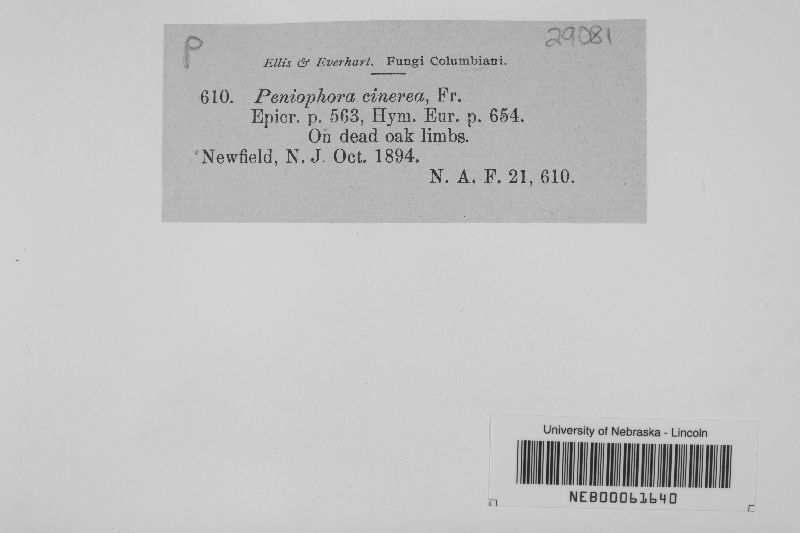 P
29081
Ellis & Everhart. Fungi Columbiani.
610. Peniophora cinerea, Fr.
Epicr. p. 563, Hym. Eur. p. 654.
On dead oak limbs.
Newfield, N. J. Oct. 1894.
N. A. F. 21, 610.
University of Nebraska - Lincoln
NEB00061640